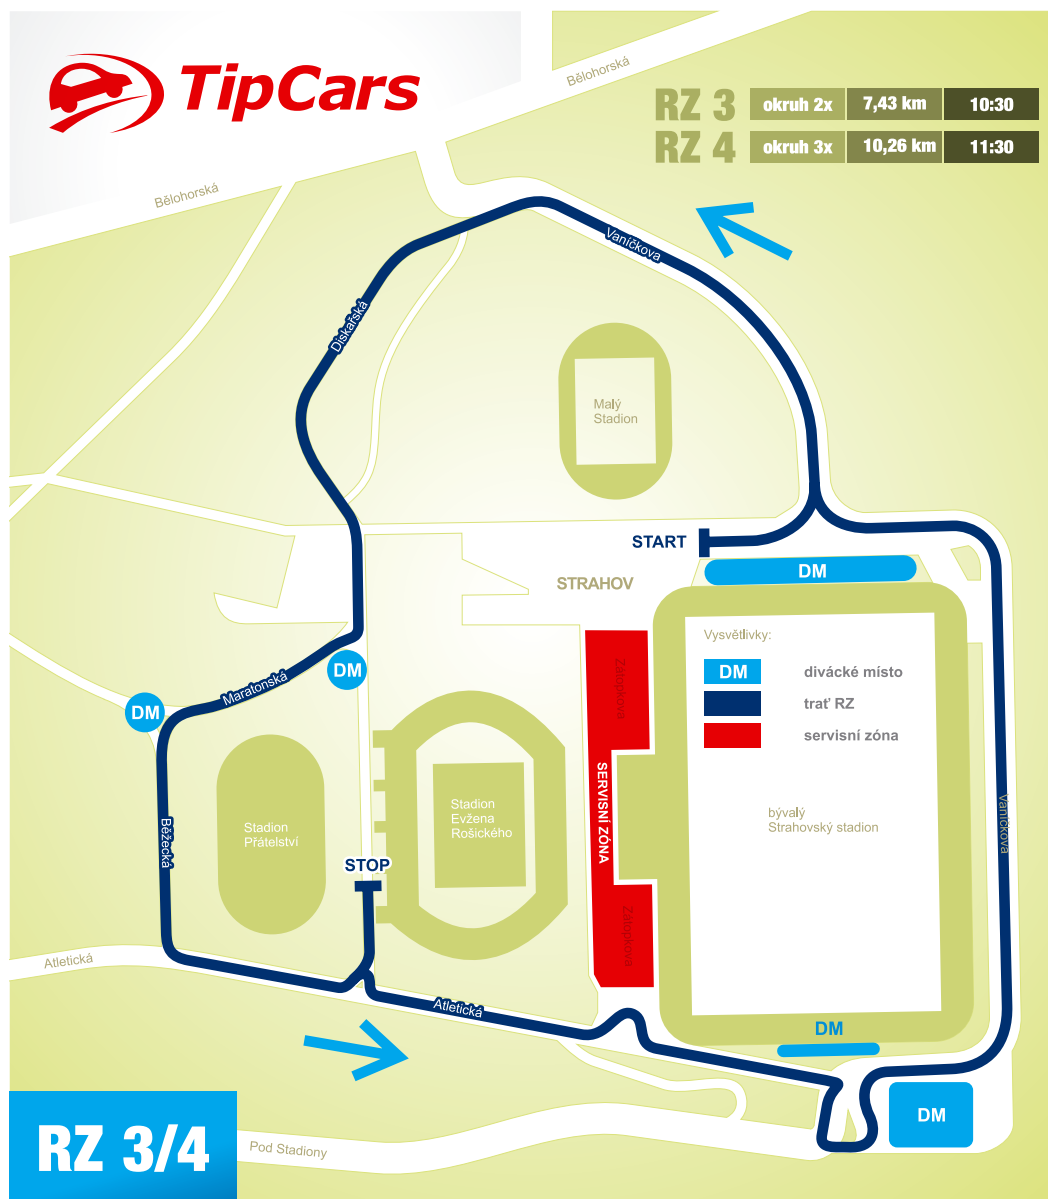 TipCars
Bělohorská
RZ 3 okruh 2x 7,43 km 10:30
RZ 4 okruh 3x 10,26 km 11:30
Bělohorská
Vaníčkova
Diskařská
Malý
Stadion
START
DM
STRAHOV
Vysvětlivky:
DM divácké místo
trať RZ
servisní zóna
Zátopkova
DM
Maratonská
DM
SERVISNÍ ZÓNA
Stadion
Evžena
Rošického
bývalý
Strahovský stadion
Vaníčkova
Běžecká
Stadion
Přátelství
STOP
Zátopkova
Atletická
Atletická
DM
DM
RZ 3/4
Pod Stadiony